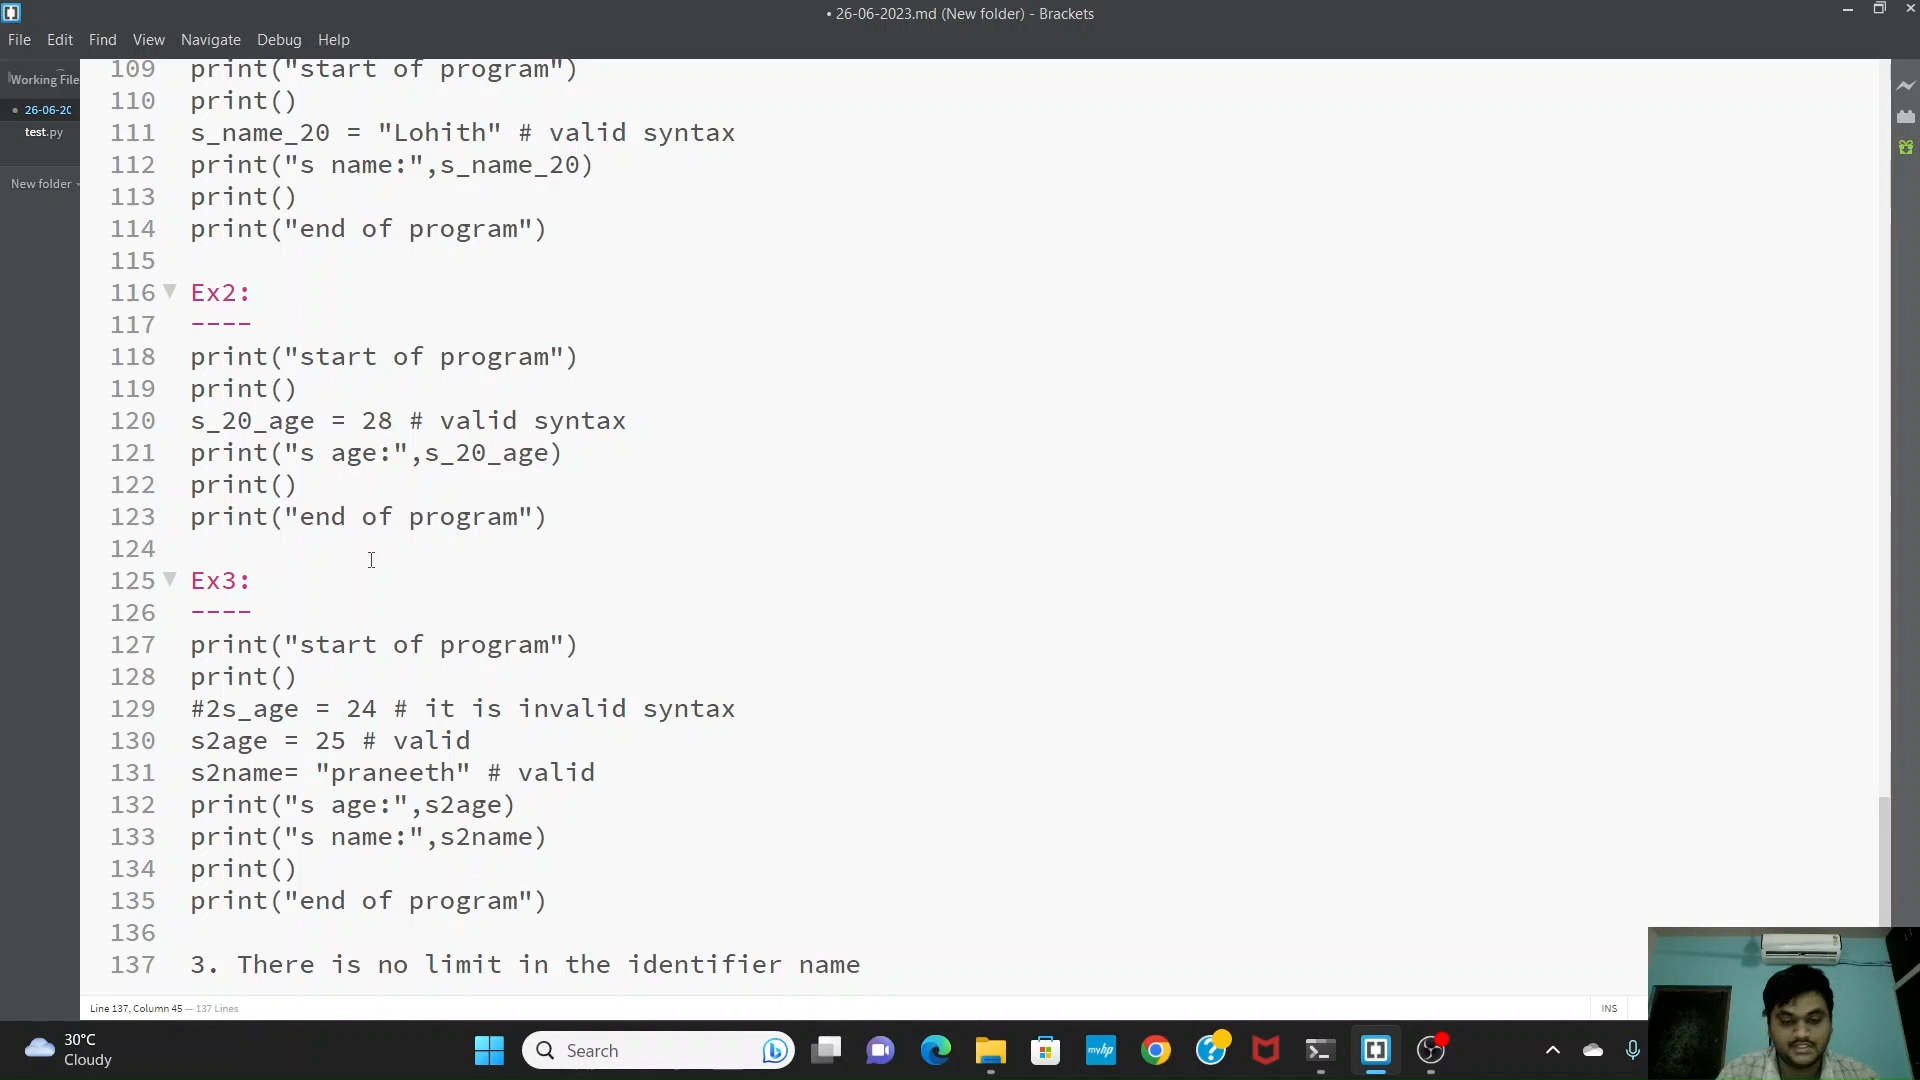 • 26-06-2023.md (New folder) - Brackets
File Edit Find View Navigate Debug Help
Working File
26-06-20
test.py
New folder
109 print("start of program")
110 print()
111 s_name_20 = "Lohith" # valid syntax
112 print("s name:",s_name_20)
113 print()
114 print("end of program")
115
116 Ex2:
117 ----
118 print("start of program")
119 print()
120 s_20_age = 28 # valid syntax
121 print("s age:",s_20_age)
122 print()
123 print("end of program")
124
125 Ex3:
126 ----
127 print("start of program")
128 print()
129 #2s_age = 24 # it is invalid syntax
130 s2age = 25 # valid
131 s2name= "praneeth" # valid
132 print("s age:",s2age)
133 print("s name:",s2name)
134 print()
135 print("end of program")
136
137 3. There is no limit in the identifier name
Line 137, Column 45 — 137 Lines
INS
30°C
Cloudy
Search
myhp